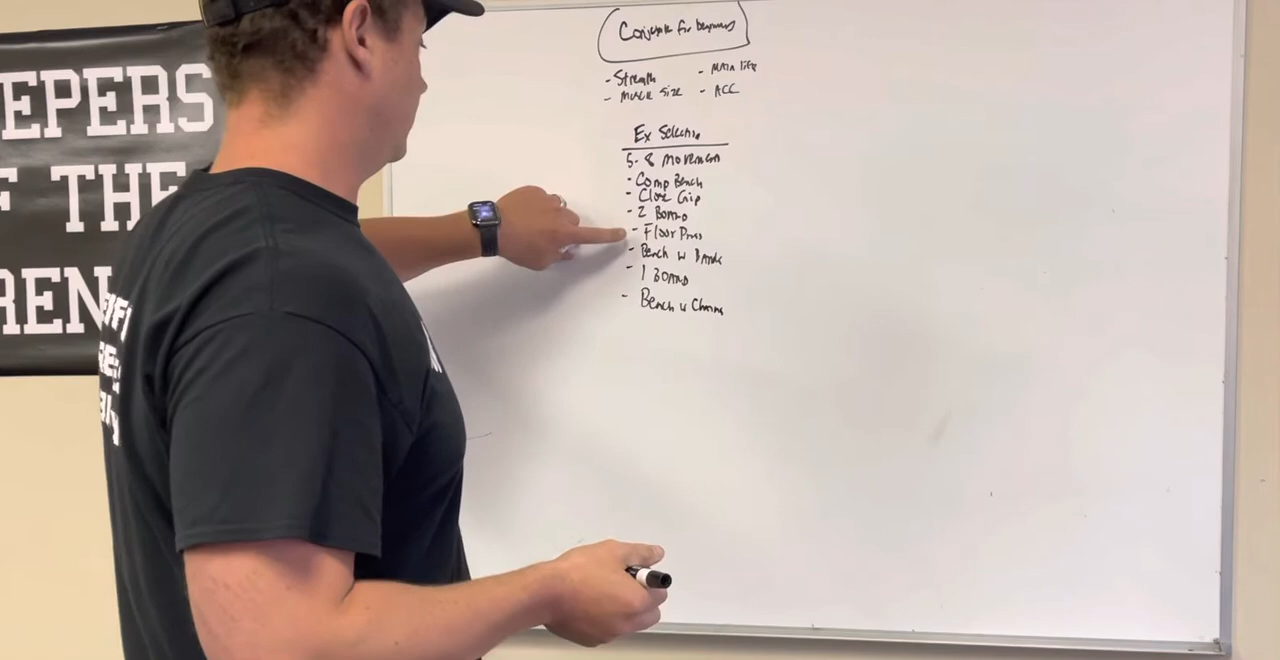 EPERS
F THE
REN
Conjugate for beginners
- Strength - Main lift
- Muscle Size - ACC
Ex Selection
5-8 Movements
- Comp Bench
- Close Grip
- 2 Board
- Floor Press
- Bench w Bands
- 1 Board
- Bench w Chains